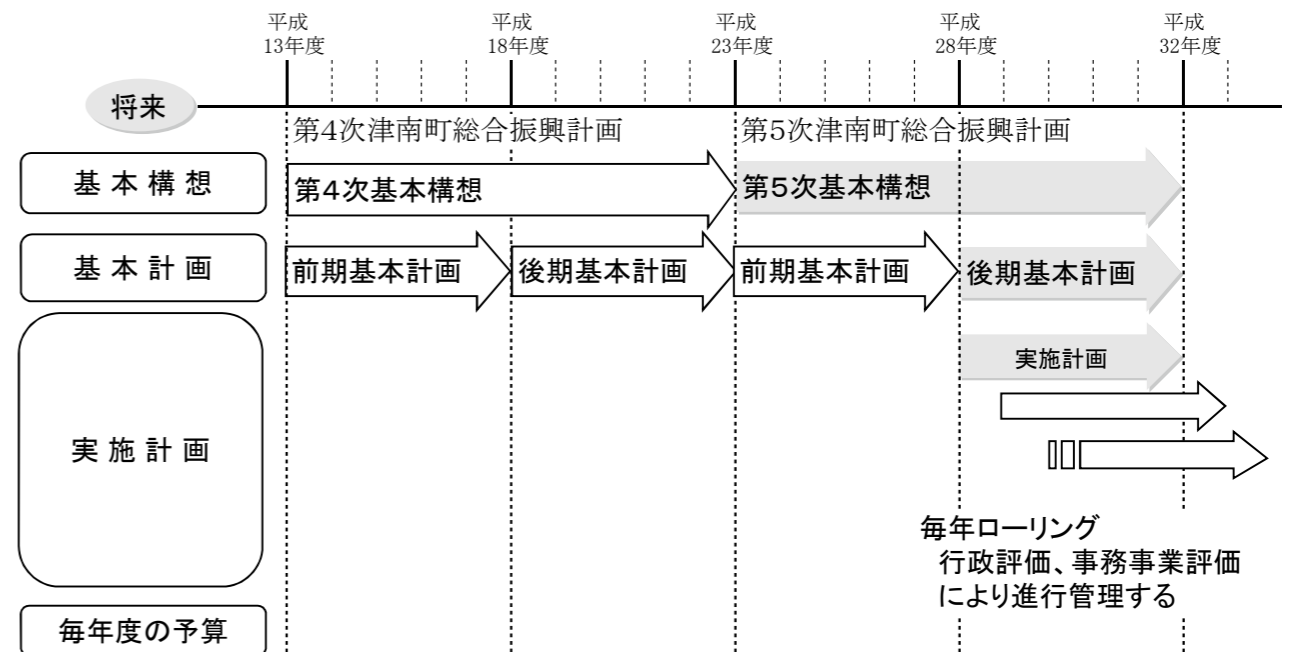 平成
13年度
平成
18年度
平成
23年度
平成
28年度
平成
32年度
将来
第4次津南町総合振興計画
第5次津南町総合振興計画
基本構想
第4次基本構想
第5次基本構想
基本計画
前期基本計画
後期基本計画
前期基本計画
後期基本計画
実施計画
実施計画
毎年ローリング
行政評価、事務事業評価
により進行管理する
毎年度の予算